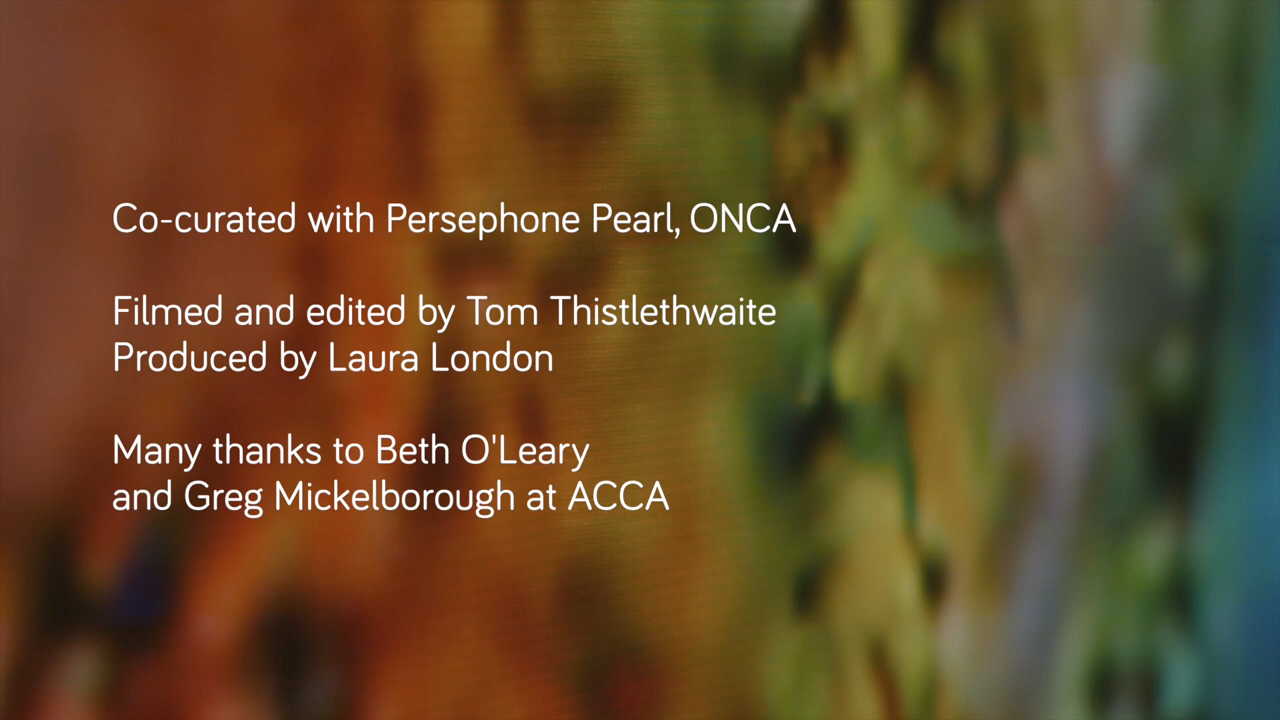 Co-curated with Persephone Pearl, ONCA
Filmed and edited by Tom Thistlethwaite
Produced by Laura London
Many thanks to Beth O'Leary
and Greg Mickelborough at ACCA